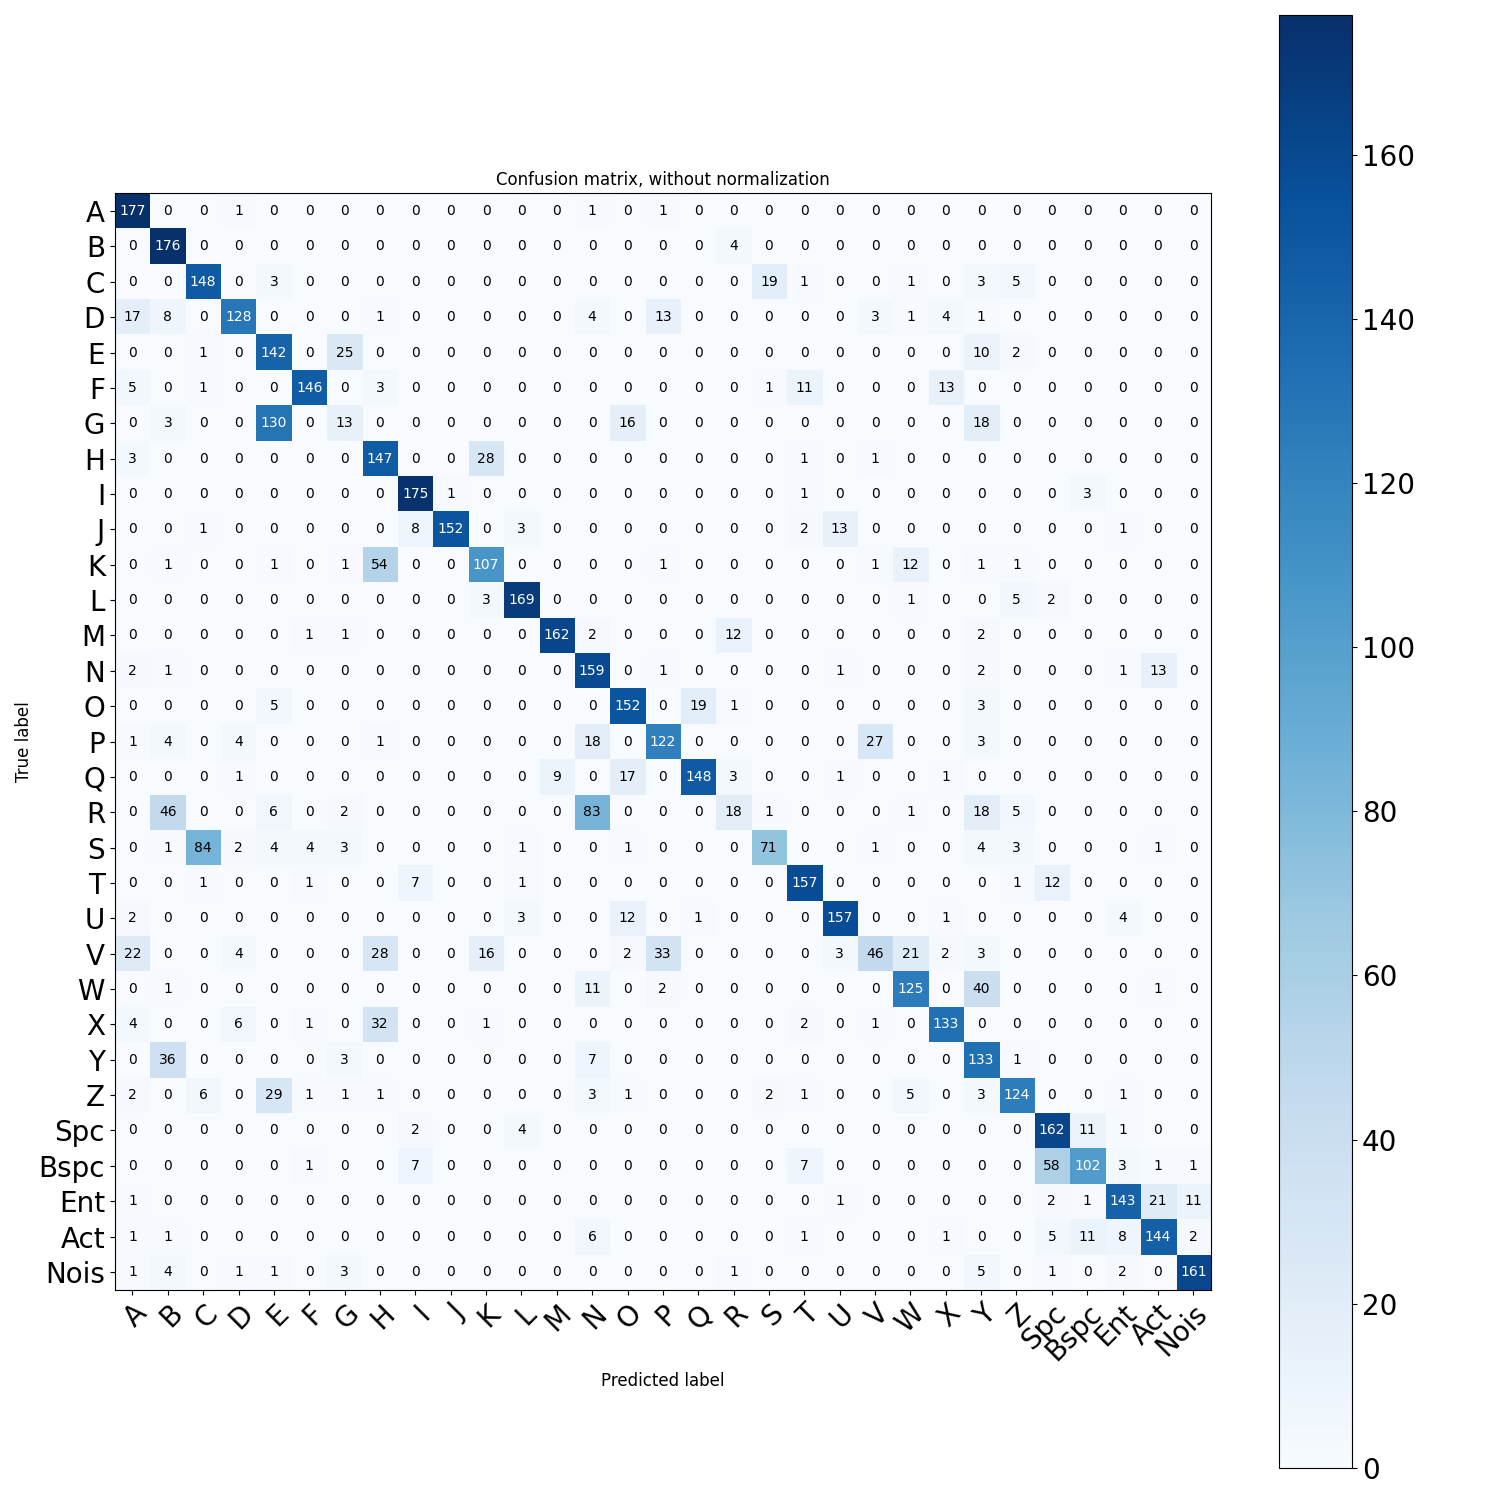 Confusion matrix, without normalization
A 177 0 0 1 0 0 0 0 0 0 0 0 0 1 0 1 0 0 0 0 0 0 0 0 0 0 0 0 0 0 0
B 0 176 0 0 0 0 0 0 0 0 0 0 0 0 0 0 0 4 0 0 0 0 0 0 0 0 0 0 0 0 0
C 0 0 148 0 3 0 0 0 0 0 0 0 0 0 0 0 0 0 19 1 0 0 1 0 3 5 0 0 0 0 0
D 17 8 0 128 0 0 0 1 0 0 0 0 0 4 0 13 0 0 0 0 0 3 1 4 1 0 0 0 0 0 0
E 0 0 1 0 142 0 25 0 0 0 0 0 0 0 0 0 0 0 0 0 0 0 0 0 10 2 0 0 0 0 0
F 5 0 1 0 0 146 0 3 0 0 0 0 0 0 0 0 0 0 1 11 0 0 0 13 0 0 0 0 0 0 0
G 0 3 0 0 130 0 13 0 0 0 0 0 0 0 16 0 0 0 0 0 0 0 0 0 18 0 0 0 0 0 0
H 3 0 0 0 0 0 0 147 0 0 28 0 0 0 0 0 0 0 0 1 0 1 0 0 0 0 0 0 0 0 0
I 0 0 0 0 0 0 0 0 175 1 0 0 0 0 0 0 0 0 0 1 0 0 0 0 0 0 0 3 0 0 0
J 0 0 1 0 0 0 0 0 8 152 0 3 0 0 0 0 0 0 0 2 13 0 0 0 0 0 0 0 1 0 0
K 0 1 0 0 1 0 1 54 0 0 107 0 0 0 0 1 0 0 0 0 0 1 12 0 1 1 0 0 0 0 0
L 0 0 0 0 0 0 0 0 0 0 3 169 0 0 0 0 0 0 0 0 0 0 1 0 0 5 2 0 0 0 0
M 0 0 0 0 0 1 1 0 0 0 0 0 162 2 0 0 0 12 0 0 0 0 0 0 2 0 0 0 0 0 0
N 2 1 0 0 0 0 0 0 0 0 0 0 0 159 0 1 0 0 0 0 1 0 0 0 2 0 0 0 1 13 0
O 0 0 0 0 5 0 0 0 0 0 0 0 0 0 152 0 19 1 0 0 0 0 0 0 3 0 0 0 0 0 0
P 1 4 0 4 0 0 0 1 0 0 0 0 0 18 0 122 0 0 0 0 0 27 0 0 3 0 0 0 0 0 0
Q 0 0 0 1 0 0 0 0 0 0 0 0 9 0 17 0 148 3 0 0 1 0 0 1 0 0 0 0 0 0 0
R 0 46 0 0 6 0 2 0 0 0 0 0 0 83 0 0 0 18 1 0 0 0 1 0 18 5 0 0 0 0 0
S 0 1 84 2 4 4 3 0 0 0 0 1 0 0 1 0 0 0 71 0 0 1 0 0 4 3 0 0 0 1 0
T 0 0 1 0 0 1 0 0 7 0 0 1 0 0 0 0 0 0 0 157 0 0 0 0 0 1 12 0 0 0 0
U 2 0 0 0 0 0 0 0 0 0 0 3 0 0 12 0 1 0 0 0 157 0 0 1 0 0 0 0 4 0 0
V 22 0 0 4 0 0 0 28 0 0 16 0 0 0 2 33 0 0 0 0 3 46 21 2 3 0 0 0 0 0 0
W 0 1 0 0 0 0 0 0 0 0 0 0 0 11 0 2 0 0 0 0 0 0 125 0 40 0 0 0 0 1 0
X 4 0 0 6 0 1 0 32 0 0 1 0 0 0 0 0 0 0 0 2 0 1 0 133 0 0 0 0 0 0 0
Y 0 36 0 0 0 0 3 0 0 0 0 0 0 7 0 0 0 0 0 0 0 0 0 0 133 1 0 0 0 0 0
Z 2 0 6 0 29 1 1 1 0 0 0 0 0 3 1 0 0 0 2 1 0 0 5 0 3 124 0 0 1 0 0
Spc 0 0 0 0 0 0 0 0 2 0 0 4 0 0 0 0 0 0 0 0 0 0 0 0 0 0 162 11 1 0 0
Bspc 0 0 0 0 0 1 0 0 7 0 0 0 0 0 0 0 0 0 0 7 0 0 0 0 0 0 58 102 3 1 1
Ent 1 0 0 0 0 0 0 0 0 0 0 0 0 0 0 0 0 0 0 0 1 0 0 0 0 0 2 1 143 21 11
Act 1 1 0 0 0 0 0 0 0 0 0 0 0 6 0 0 0 0 0 1 0 0 0 1 0 0 5 11 8 144 2
Nois 1 4 0 1 1 0 3 0 0 0 0 0 0 0 0 0 0 1 0 0 0 0 0 0 5 0 1 0 2 0 161
A B C D E F G H I J K L M N O P Q R S T U V W X Y Z Spc Bspc Ent Act Nois
Predicted label
True label
160
140
120
100
80
60
40
20
0